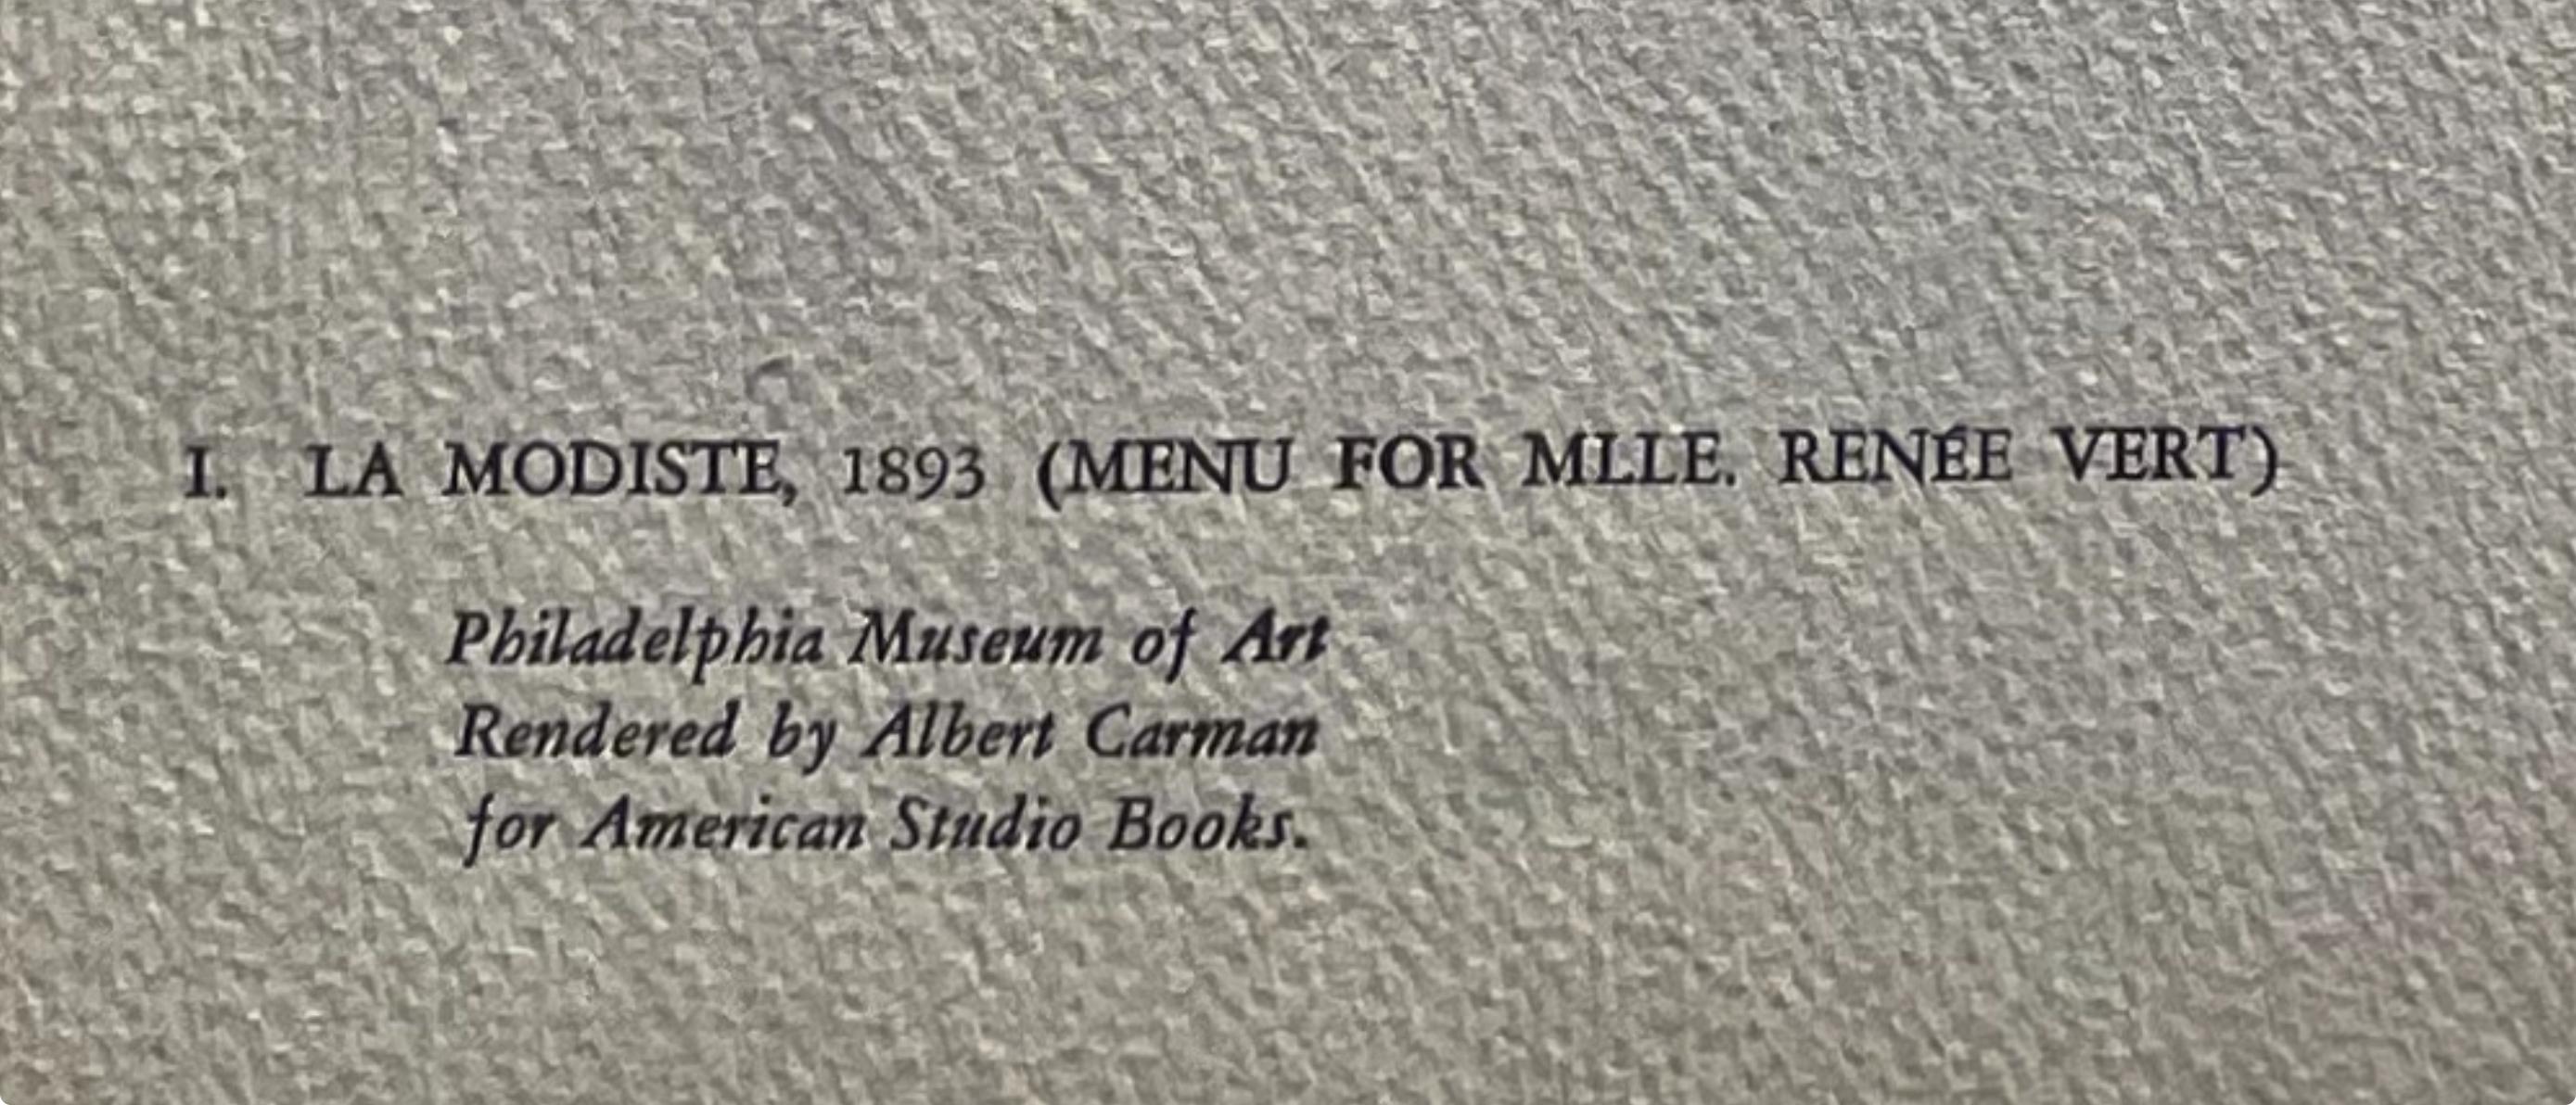 I. LA MODISTE, 1893 (MENU FOR MLLE. RENÉE VERT)
Philadelphia Museum of Art
Rendered by Albert Carman
for American Studio Books.